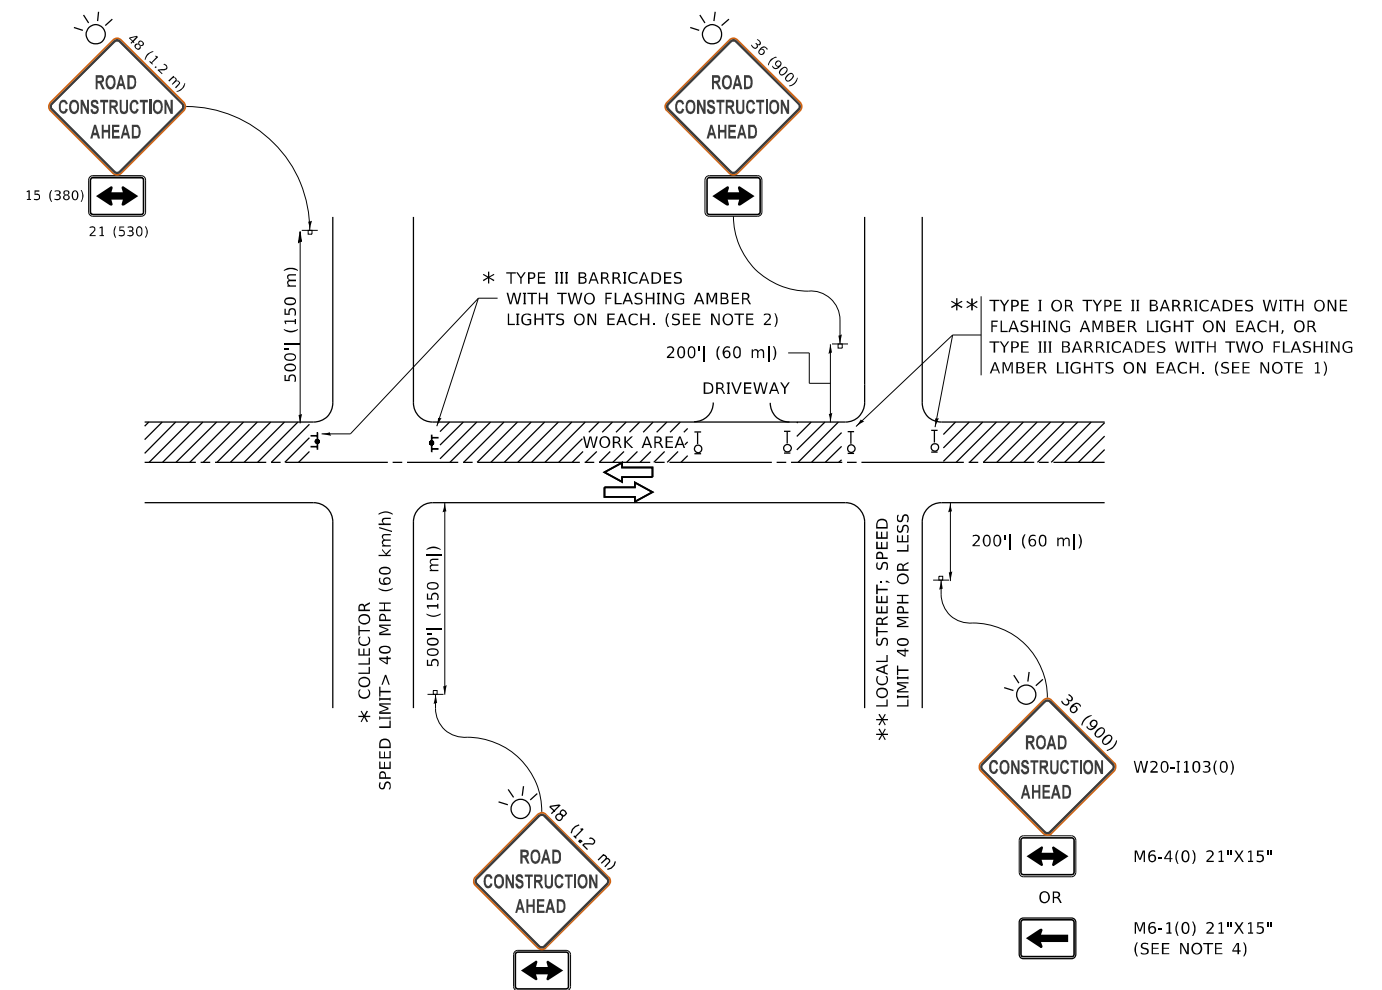 48 (1.2 m)
ROAD
CONSTRUCTION
AHEAD
15 (380)
21 (530)
36 (900)
ROAD
CONSTRUCTION
AHEAD
500'| (150 m)
* TYPE III BARRICADES
WITH TWO FLASHING AMBER
LIGHTS ON EACH. (SEE NOTE 2)
200'| (60 m|)
DRIVEWAY
** TYPE I OR TYPE II BARRICADES WITH ONE
FLASHING AMBER LIGHT ON EACH, OR
TYPE III BARRICADES WITH TWO FLASHING
AMBER LIGHTS ON EACH. (SEE NOTE 1)
WORK AREA
* COLLECTOR
SPEED LIMIT> 40 MPH (60 km/h)
500'| (150 m|)
** LOCAL STREET; SPEED
LIMIT 40 MPH OR LESS
200'| (60 m|)
48 (1.2 m)
ROAD
CONSTRUCTION
AHEAD
36 (900)
ROAD
CONSTRUCTION
AHEAD
W20-I103(0)
M6-4(0) 21"X15"
OR
M6-1(0) 21"X15"
(SEE NOTE 4)